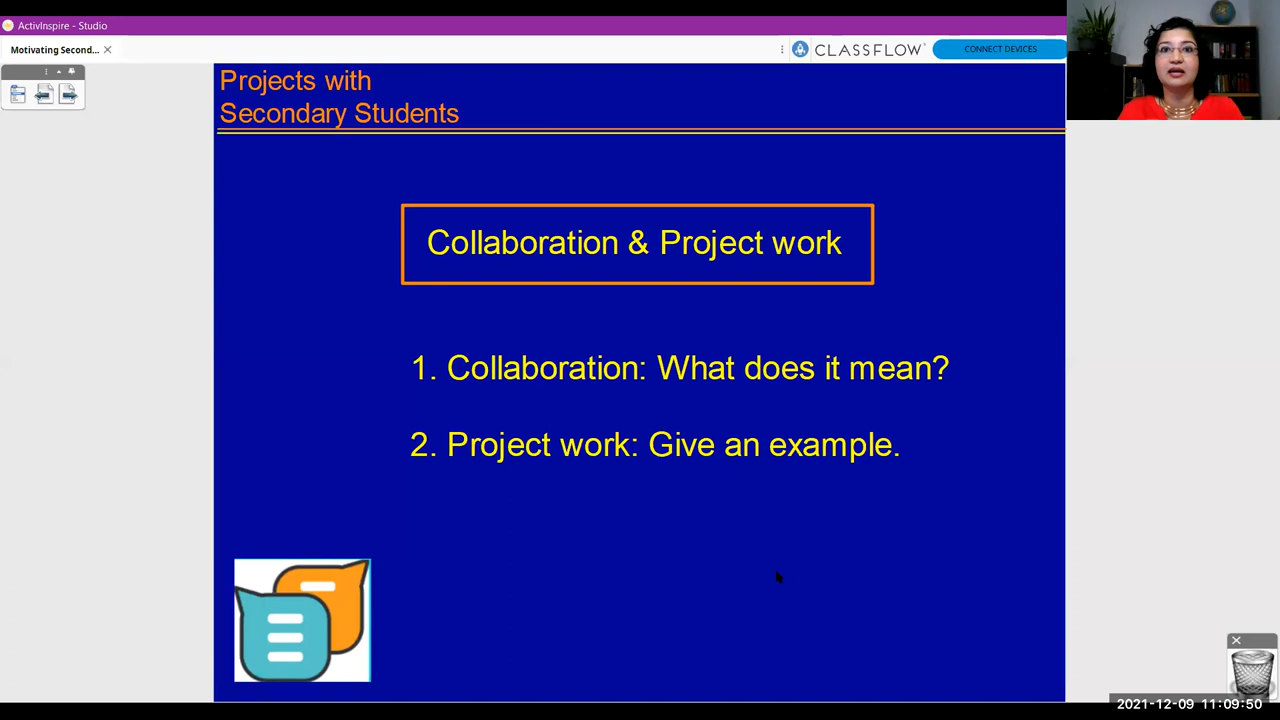 ActivInspire - Studio
Motivating Second...
CLASSFLOW
CONNECT DEVICES
Projects with
Secondary Students
Collaboration & Project work
1. Collaboration: What does it mean?
2. Project work: Give an example.
2021-12-09 11:09:50